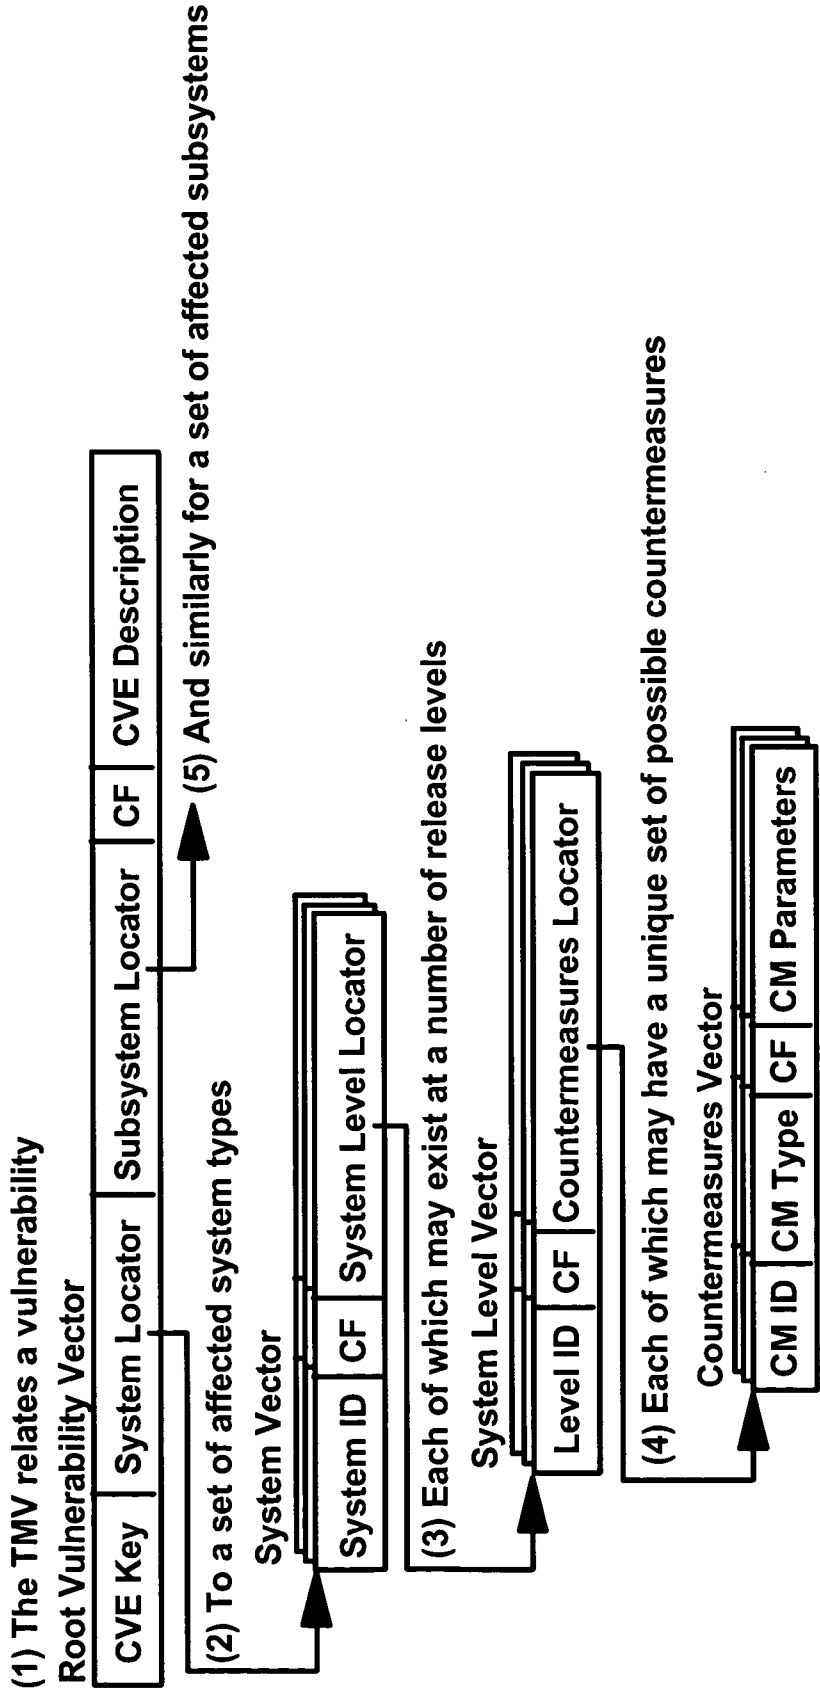 (1) The TMV relates a vulnerability
Root Vulnerability Vector
CVE Key System Locator Subsystem Locator CF CVE Description
(5) And similarly for a set of affected subsystems
(2) To a set of affected system types
System Vector
System ID CF System Level Locator
(3) Each of which may exist at a number of release levels
System Level Vector
Level ID CF Countermeasures Locator
(4) Each of which may have a unique set of possible countermeasures
Countermeasures Vector
CM ID CM Type CF CM Parameters